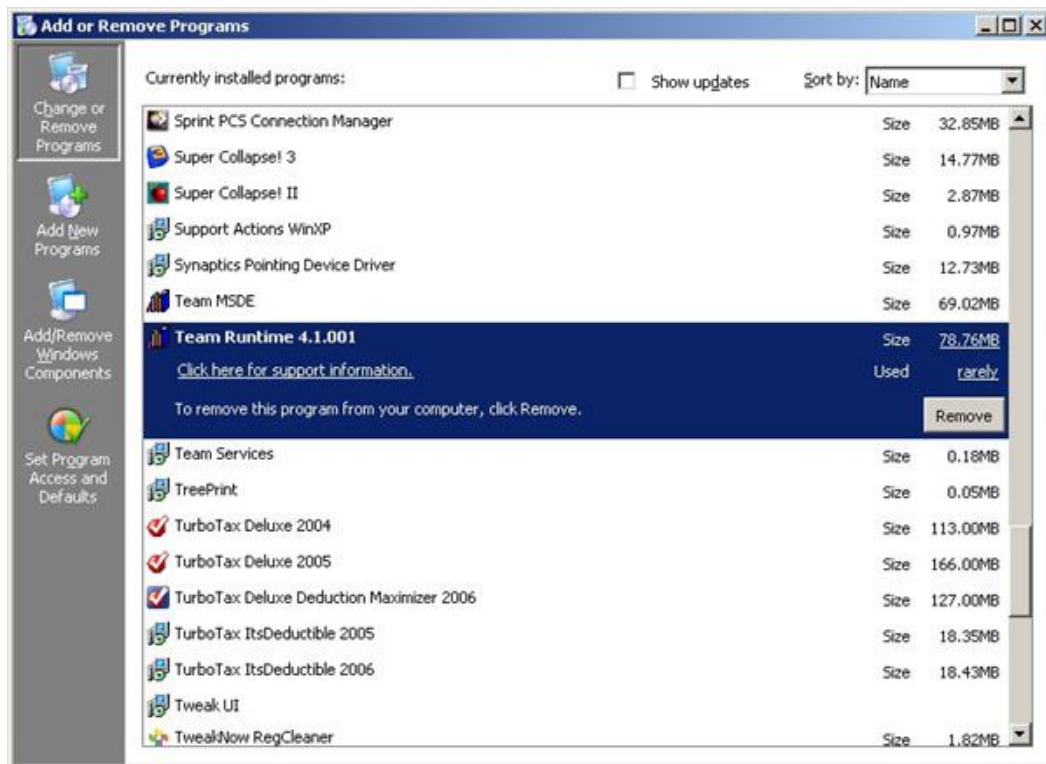 Add or Remove Programs
Change or
Remove
Programs
Add New
Programs
Add/Remove
Windows
Components
Set Program
Access and
Defaults
Currently installed programs:
Show updates
Sort by: Name
Sprint PCS Connection Manager Size 32.85MB
Super Collapse! 3 Size 14.77MB
Super Collapse! II Size 2.87MB
Support Actions WinXP Size 0.97MB
Synaptics Pointing Device Driver Size 12.73MB
Team MSDE Size 69.02MB
Team Runtime 4.1.001 Size 78.76MB
Click here for support information. Used rarely
To remove this program from your computer, click Remove. Remove
Team Services Size 0.18MB
TreePrint Size 0.05MB
TurboTax Deluxe 2004 Size 113.00MB
TurboTax Deluxe 2005 Size 166.00MB
TurboTax Deluxe Deduction Maximizer 2006 Size 127.00MB
TurboTax ItsDeductible 2005 Size 18.35MB
TurboTax ItsDeductible 2006 Size 18.43MB
Tweak UI
TweakNow RegCleaner Size 1.82MB